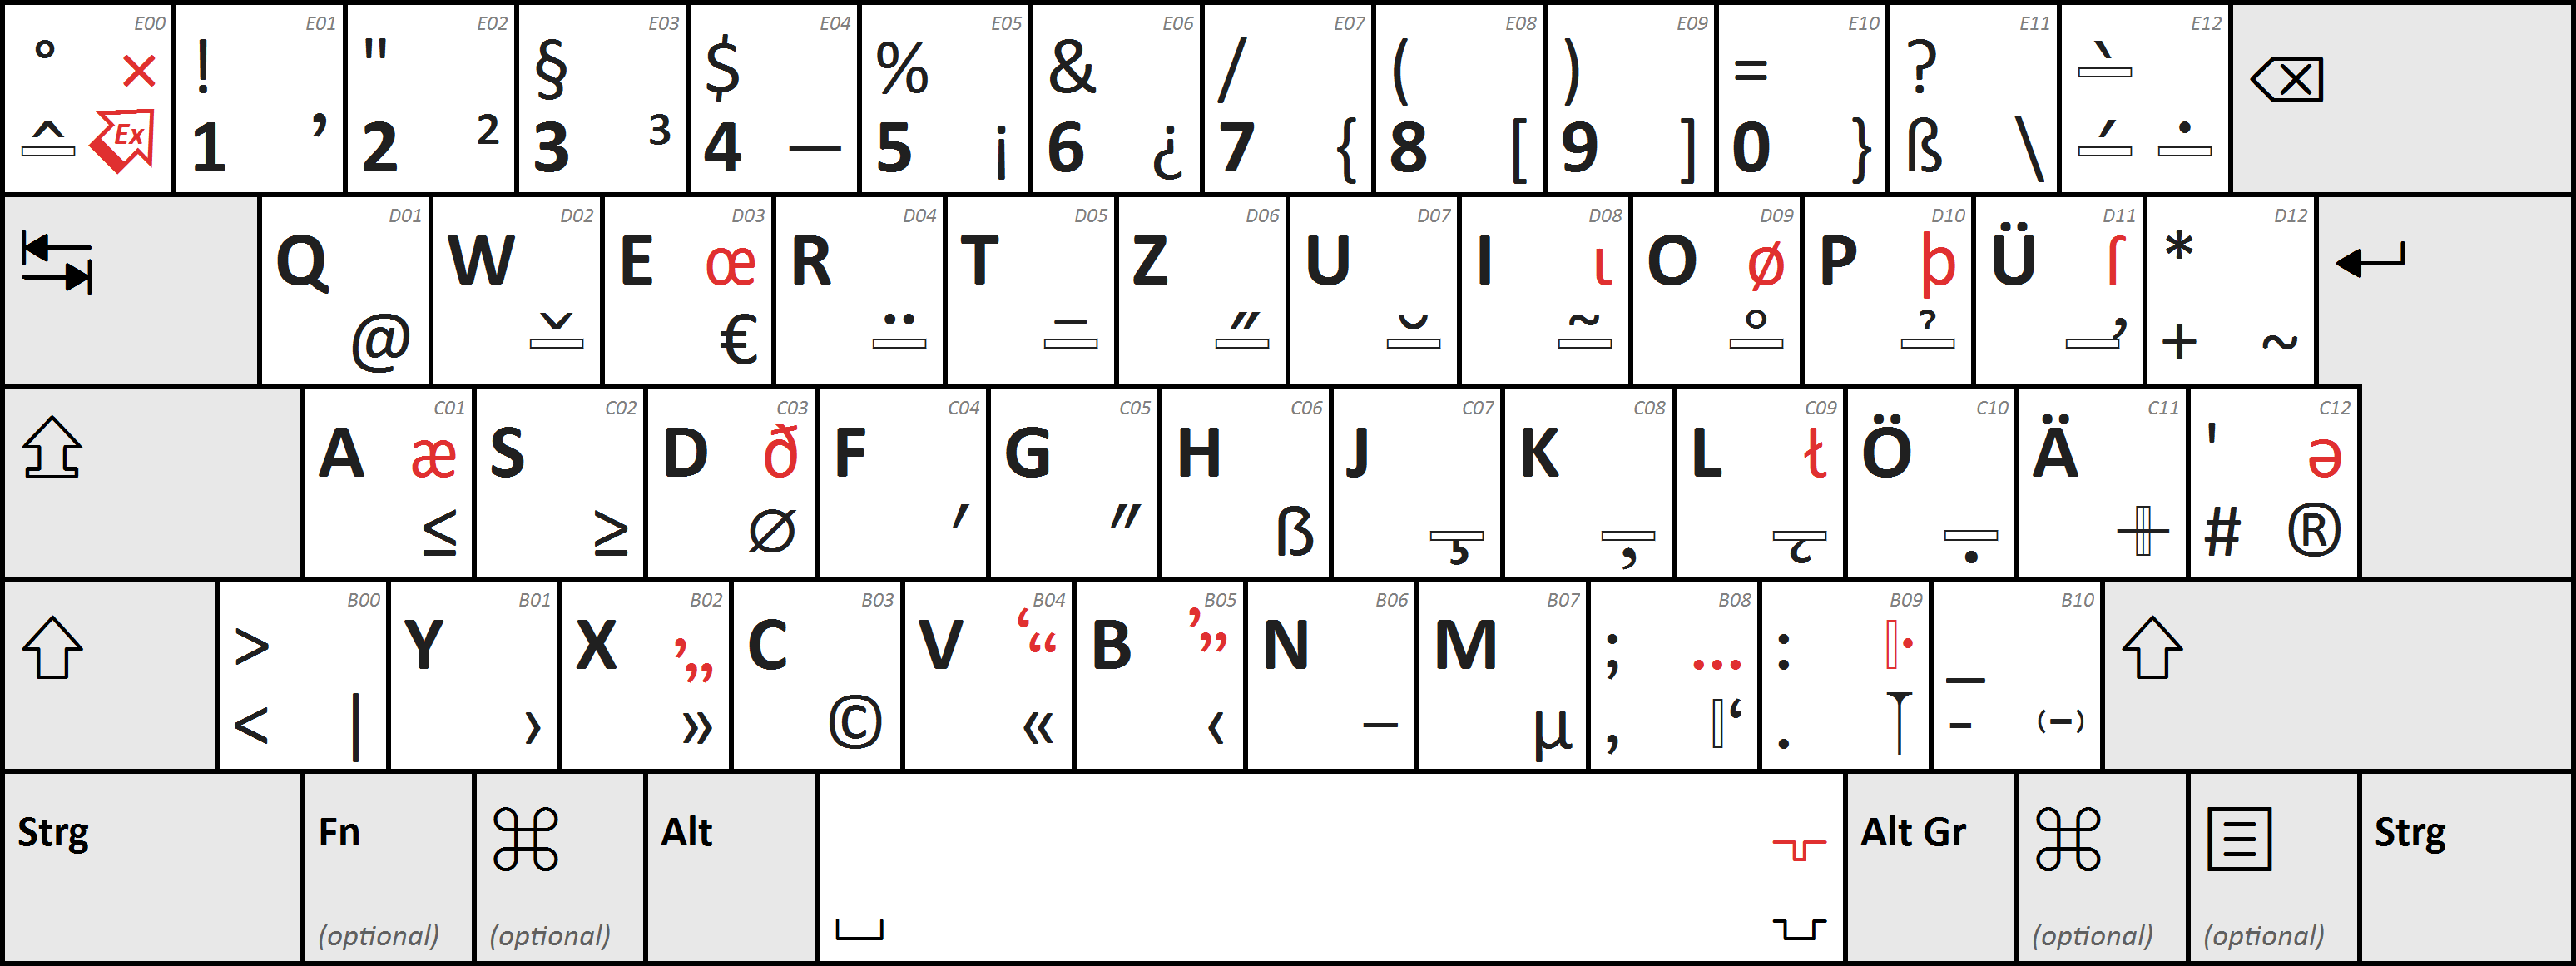 E00 E01 E02 E03 E04 E05 E06 E07 E08 E09 E10 E11 E12
° × ! " § $ % & / ( ) = ? `
^ Ex 1 ’ 2 ² 3 ³ 4 — 5 ¡ 6 ¿ 7 { 8 [ 9 ] 0 } ß \ ´ ˙
D01 D02 D03 D04 D05 D06 D07 D08 D09 D10 D11 D12
Q W E œ R T Z U I ɩ O ø P þ Ü ſ *
@ ˇ € ¨ ¯ ˝ ˘ ~ ° ? ’ + ~
C01 C02 C03 C04 C05 C06 C07 C08 C09 C10 C11 C12
A æ S D ð F G H J K L ł Ö Ä ' ə
≤ ≥ ∅ ′ ″ ß , ˛ . # ®
B00 B01 B02 B03 B04 B05 B06 B07 B08 B09 B10
> Y X ’„ C V ‘“ B ’” N M ; … : · _
< | › » © « ‹ – µ , ‘ . - (-)
Strg Fn Alt Alt Gr Strg
(optional) (optional) (optional) (optional)